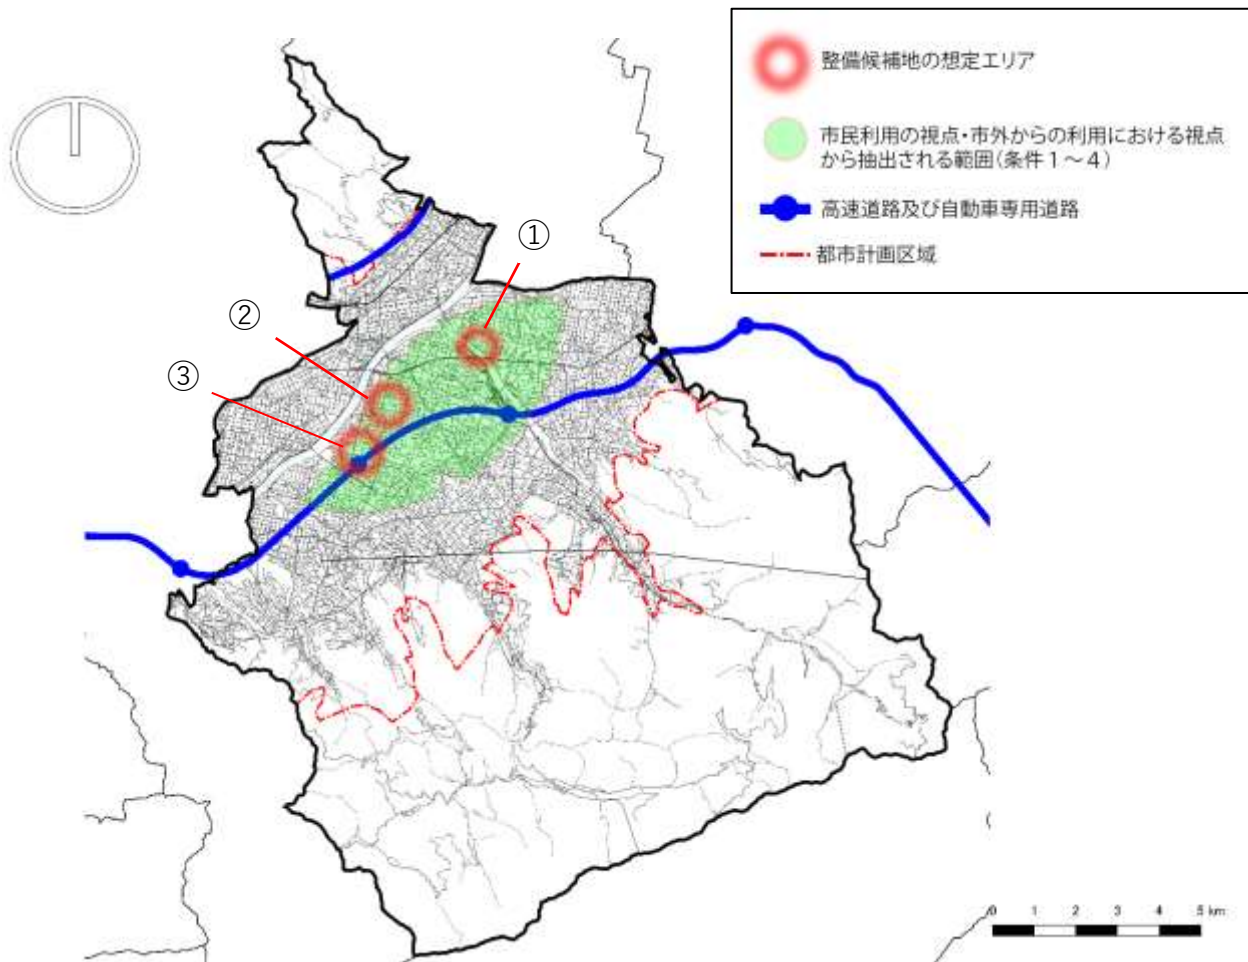 整備候補地の想定エリア
市民利用の視点・市外からの利用における視点
から抽出される範囲(条件1～4)
高速道路及び自動車専用道路
都市計画区域
①
②
③
0 1 2 3 4 5 km